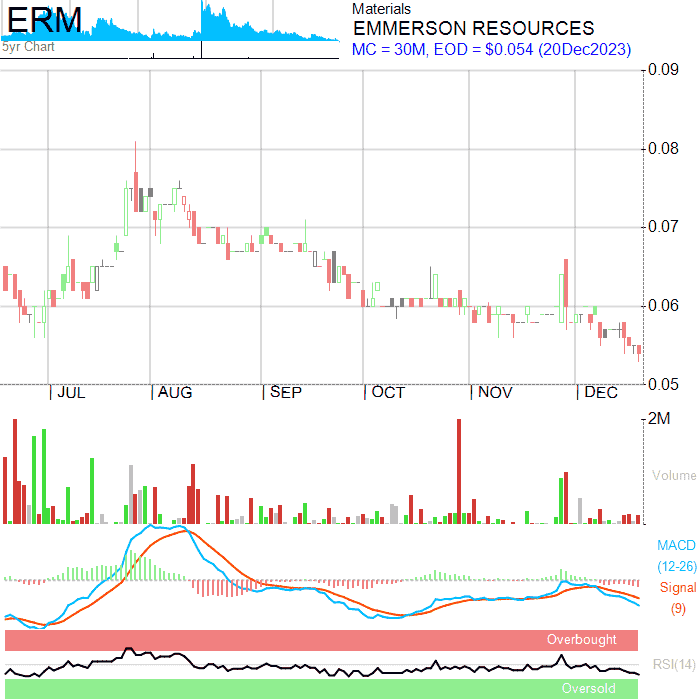 ERM
5yr Chart
Materials
EMMERSON RESOURCES
MC = 30M, EOD = $0.054 (20Dec2023)
0.09
0.08
0.07
0.06
0.05
JUL AUG SEP OCT NOV DEC
2M
Volume
MACD
(12-26)
Signal
(9)
Overbought
RSI(14)
Oversold